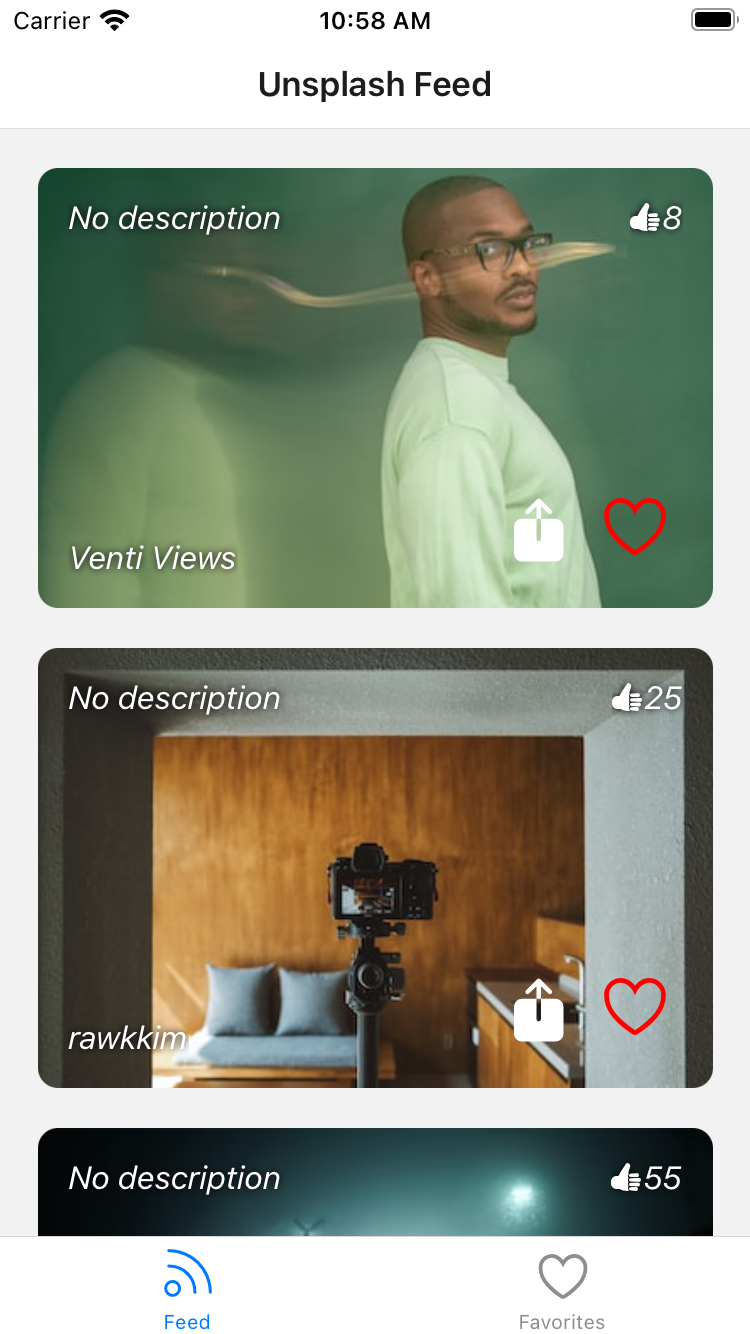 Carrier 10:58 AM
Unsplash Feed
No description 8
Venti Views
No description 25
rawkkim
No description 55
Feed Favorites